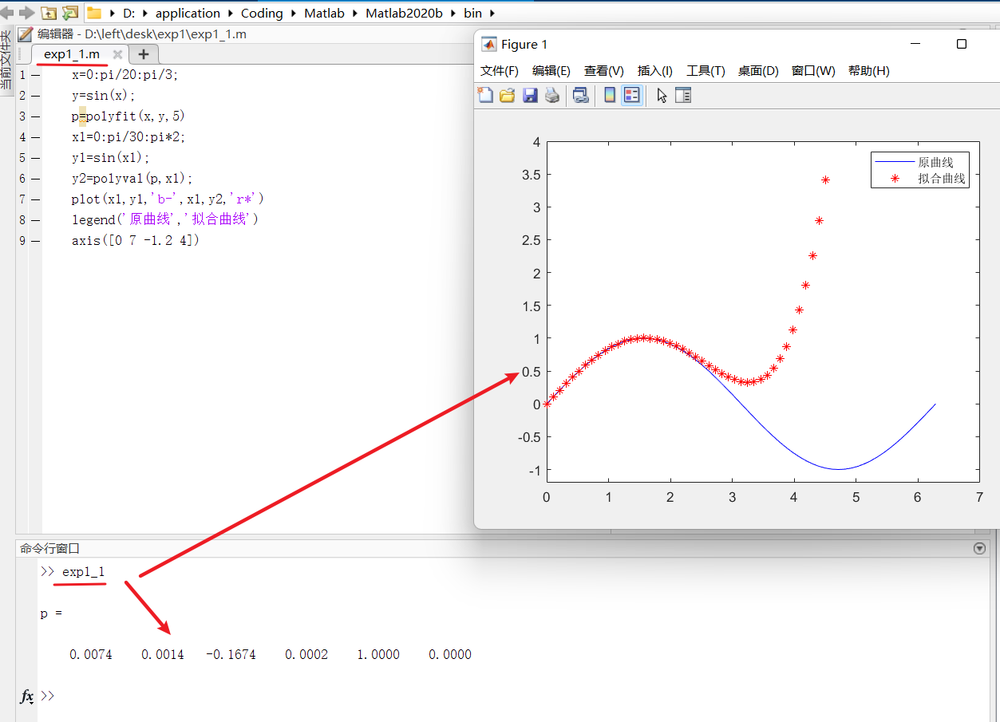 D: application Coding Matlab Matlab2020b bin
当前文件夹
编辑器 - D:\left\desk\exp1\exp1_1.m
exp1_1.m
1 x=0:pi/20:pi/3;
2 y=sin(x);
3 p=polyfit(x,y,5)
4 x1=0:pi/30:pi*2;
5 y1=sin(x1);
6 y2=polyval(p,x1);
7 plot(x1,y1,'b-',x1,y2,'r*')
8 legend('原曲线','拟合曲线')
9 axis([0 7 -1.2 4])
Figure 1
文件(F) 编辑(E) 查看(V) 插入(I) 工具(T) 桌面(D) 窗口(W) 帮助(H)
原曲线
拟合曲线
4
3.5
3
2.5
2
1.5
1
0.5
0
-0.5
-1
0 1 2 3 4 5 6 7
命令行窗口
>> exp1_1
p =
0.0074 0.0014 -0.1674 0.0002 1.0000 0.0000
fx >>